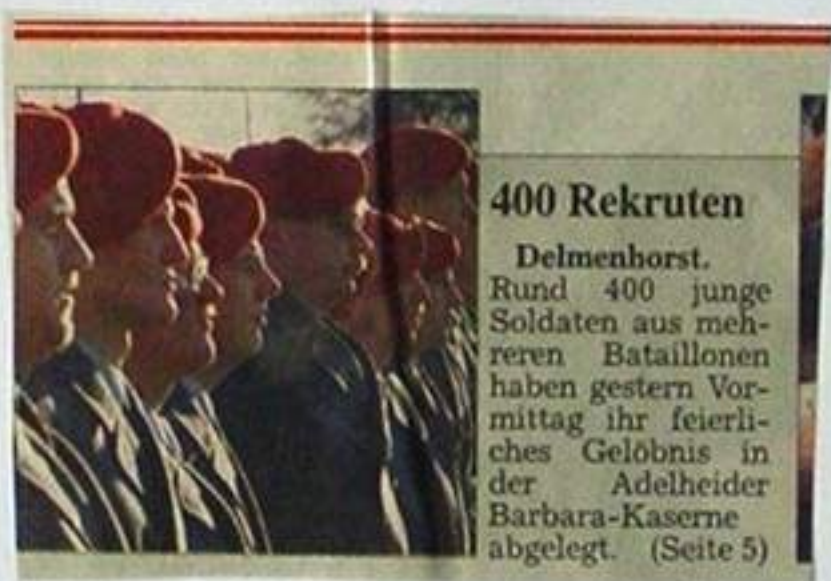 400 Rekruten
Delmenhorst.
Rund 400 junge
Soldaten aus meh-
reren Bataillonen
haben gestern Vor-
mittag ihr feierli-
ches Gelöbnis in
der Adelheider
Barbara-Kaserne
abgelegt. (Seite 5)